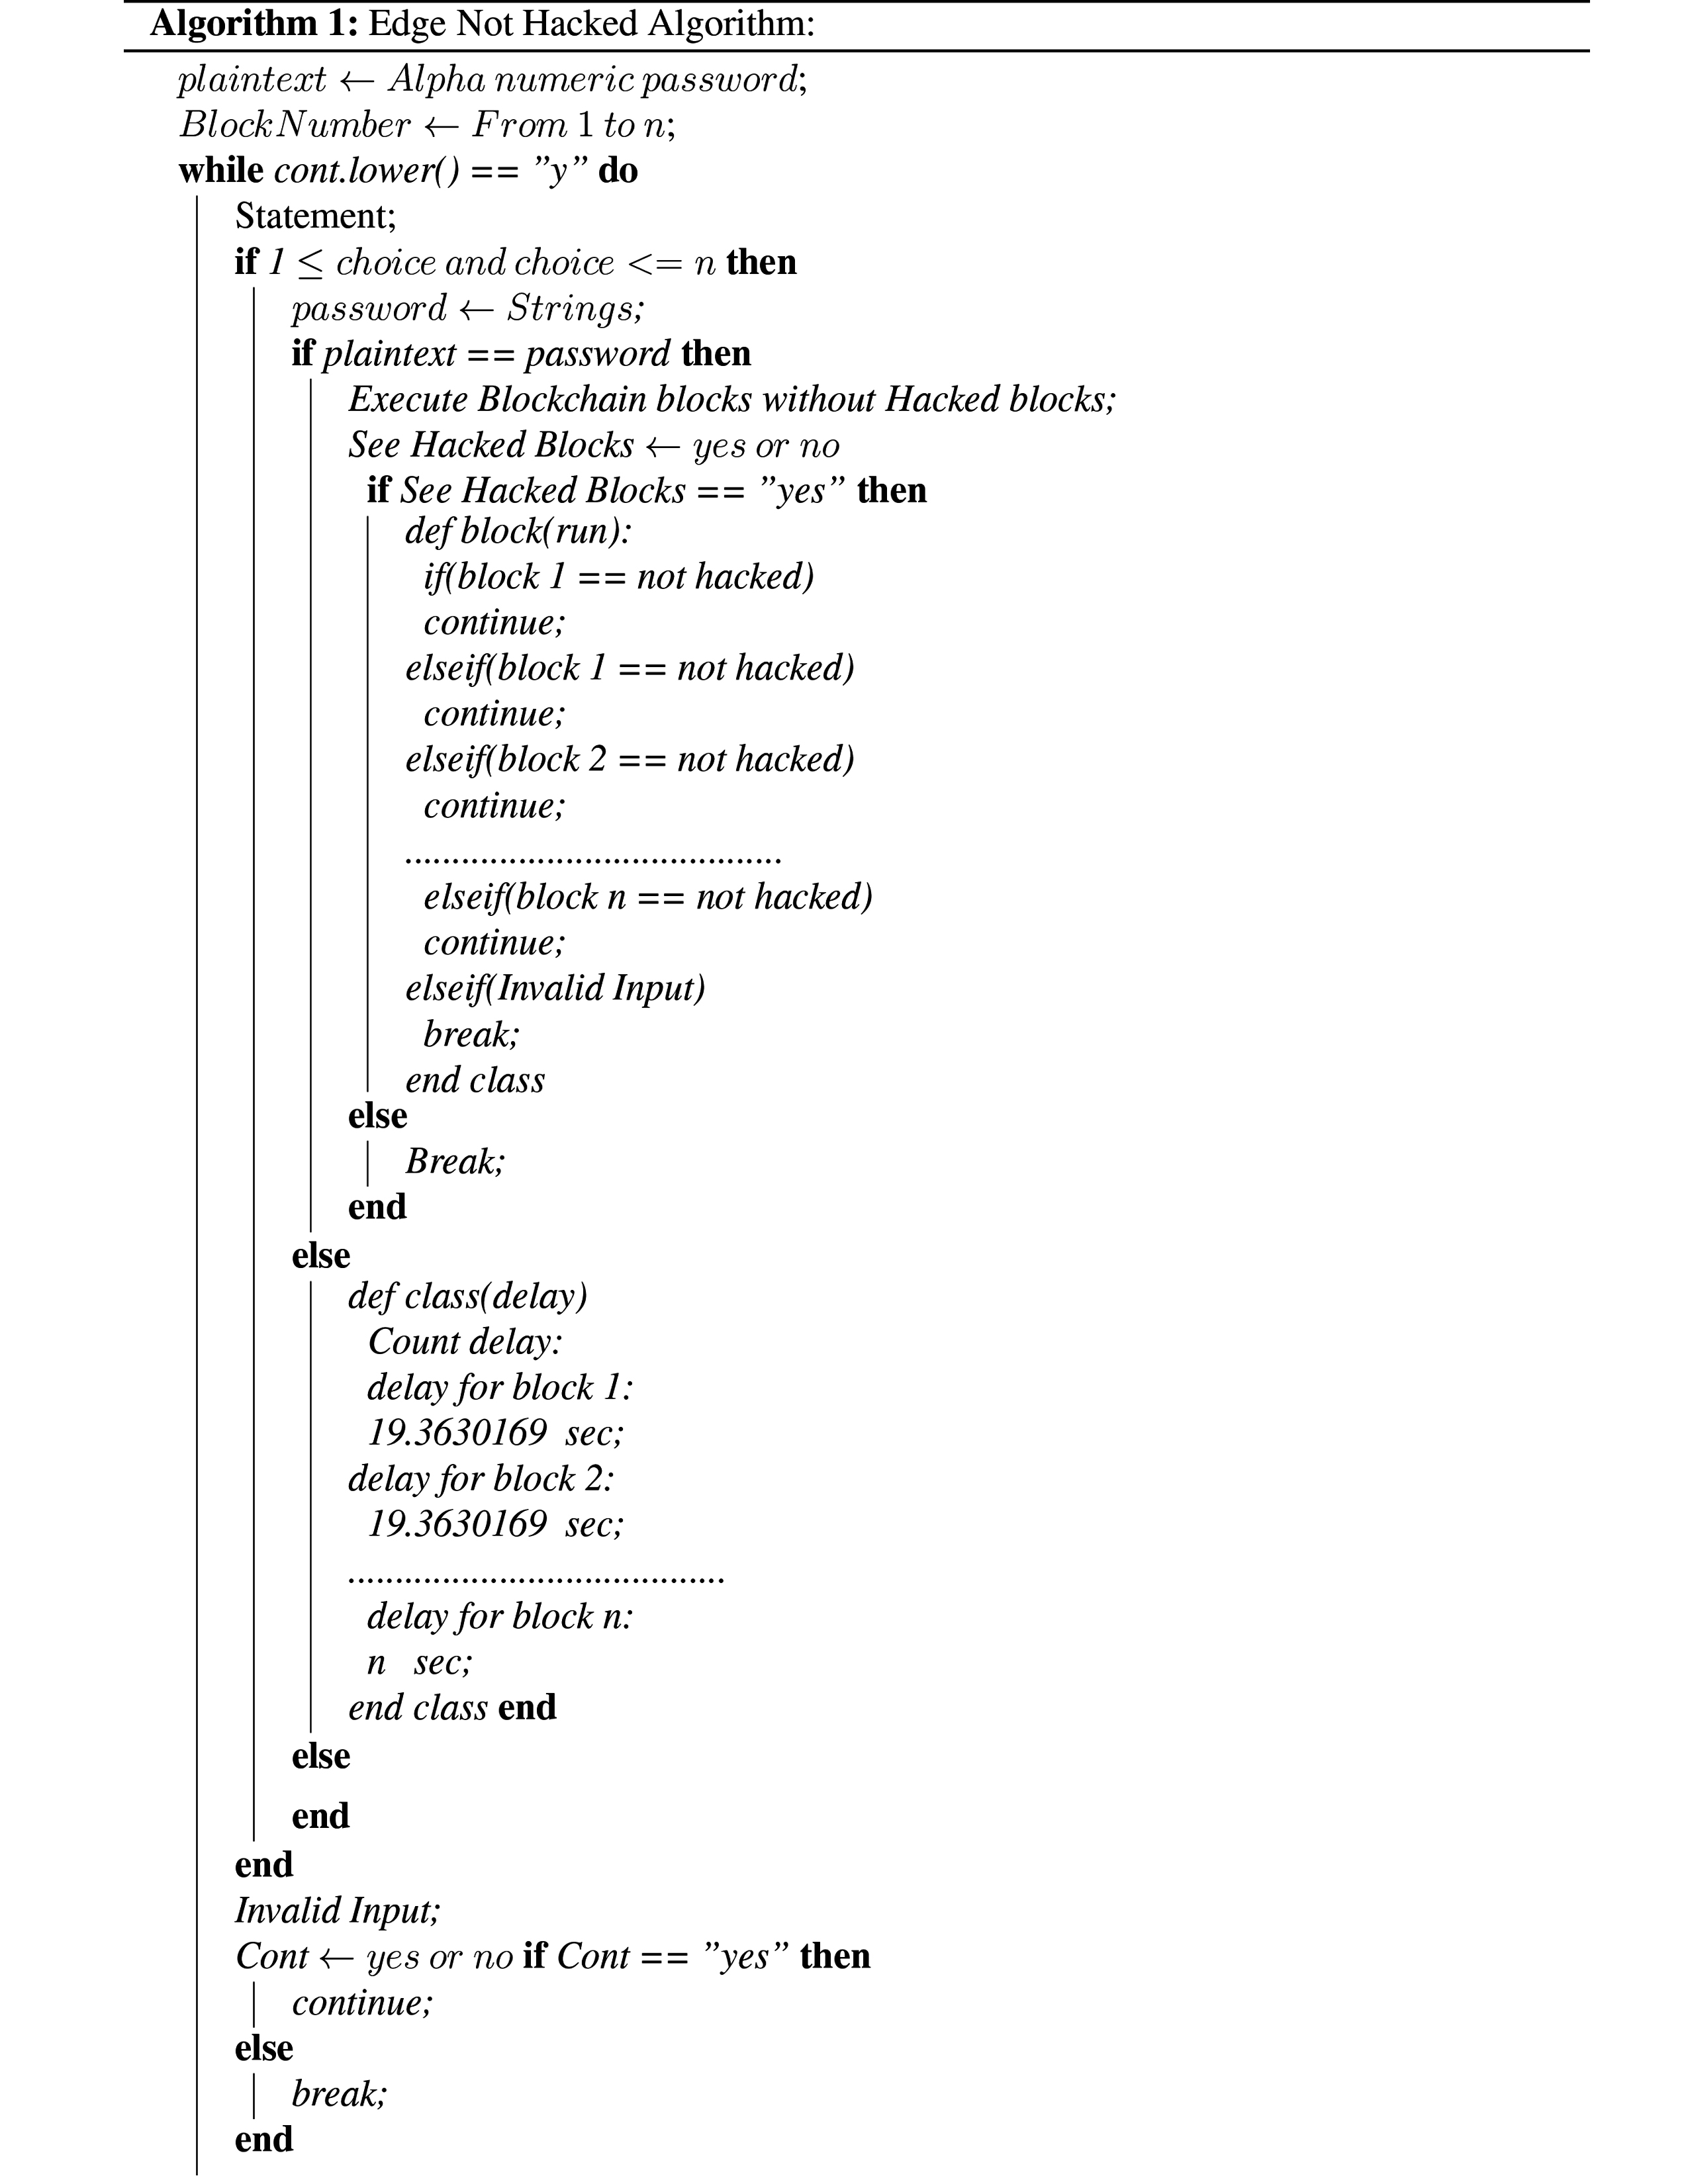 Algorithm 1: Edge Not Hacked Algorithm:
plaintext ← Alpha numeric password;
BlockNumber ← From 1 to n;
while cont.lower() == ”y” do
Statement;
if 1 ≤ choice and choice <= n then
password ← Strings;
if plaintext == password then
Execute Blockchain blocks without Hacked blocks;
See Hacked Blocks ← yes or no
if See Hacked Blocks == ”yes” then
def block(run):
if(block 1 == not hacked)
continue;
elseif(block 1 == not hacked)
continue;
elseif(block 2 == not hacked)
continue;
........................................
elseif(block n == not hacked)
continue;
elseif(Invalid Input)
break;
end class
else
Break;
end
else
def class(delay)
Count delay:
delay for block 1:
19.3630169 sec;
delay for block 2:
19.3630169 sec;
........................................
delay for block n:
n sec;
end class end
else
end
end
Invalid Input;
Cont ← yes or no if Cont == ”yes” then
continue;
else
break;
end